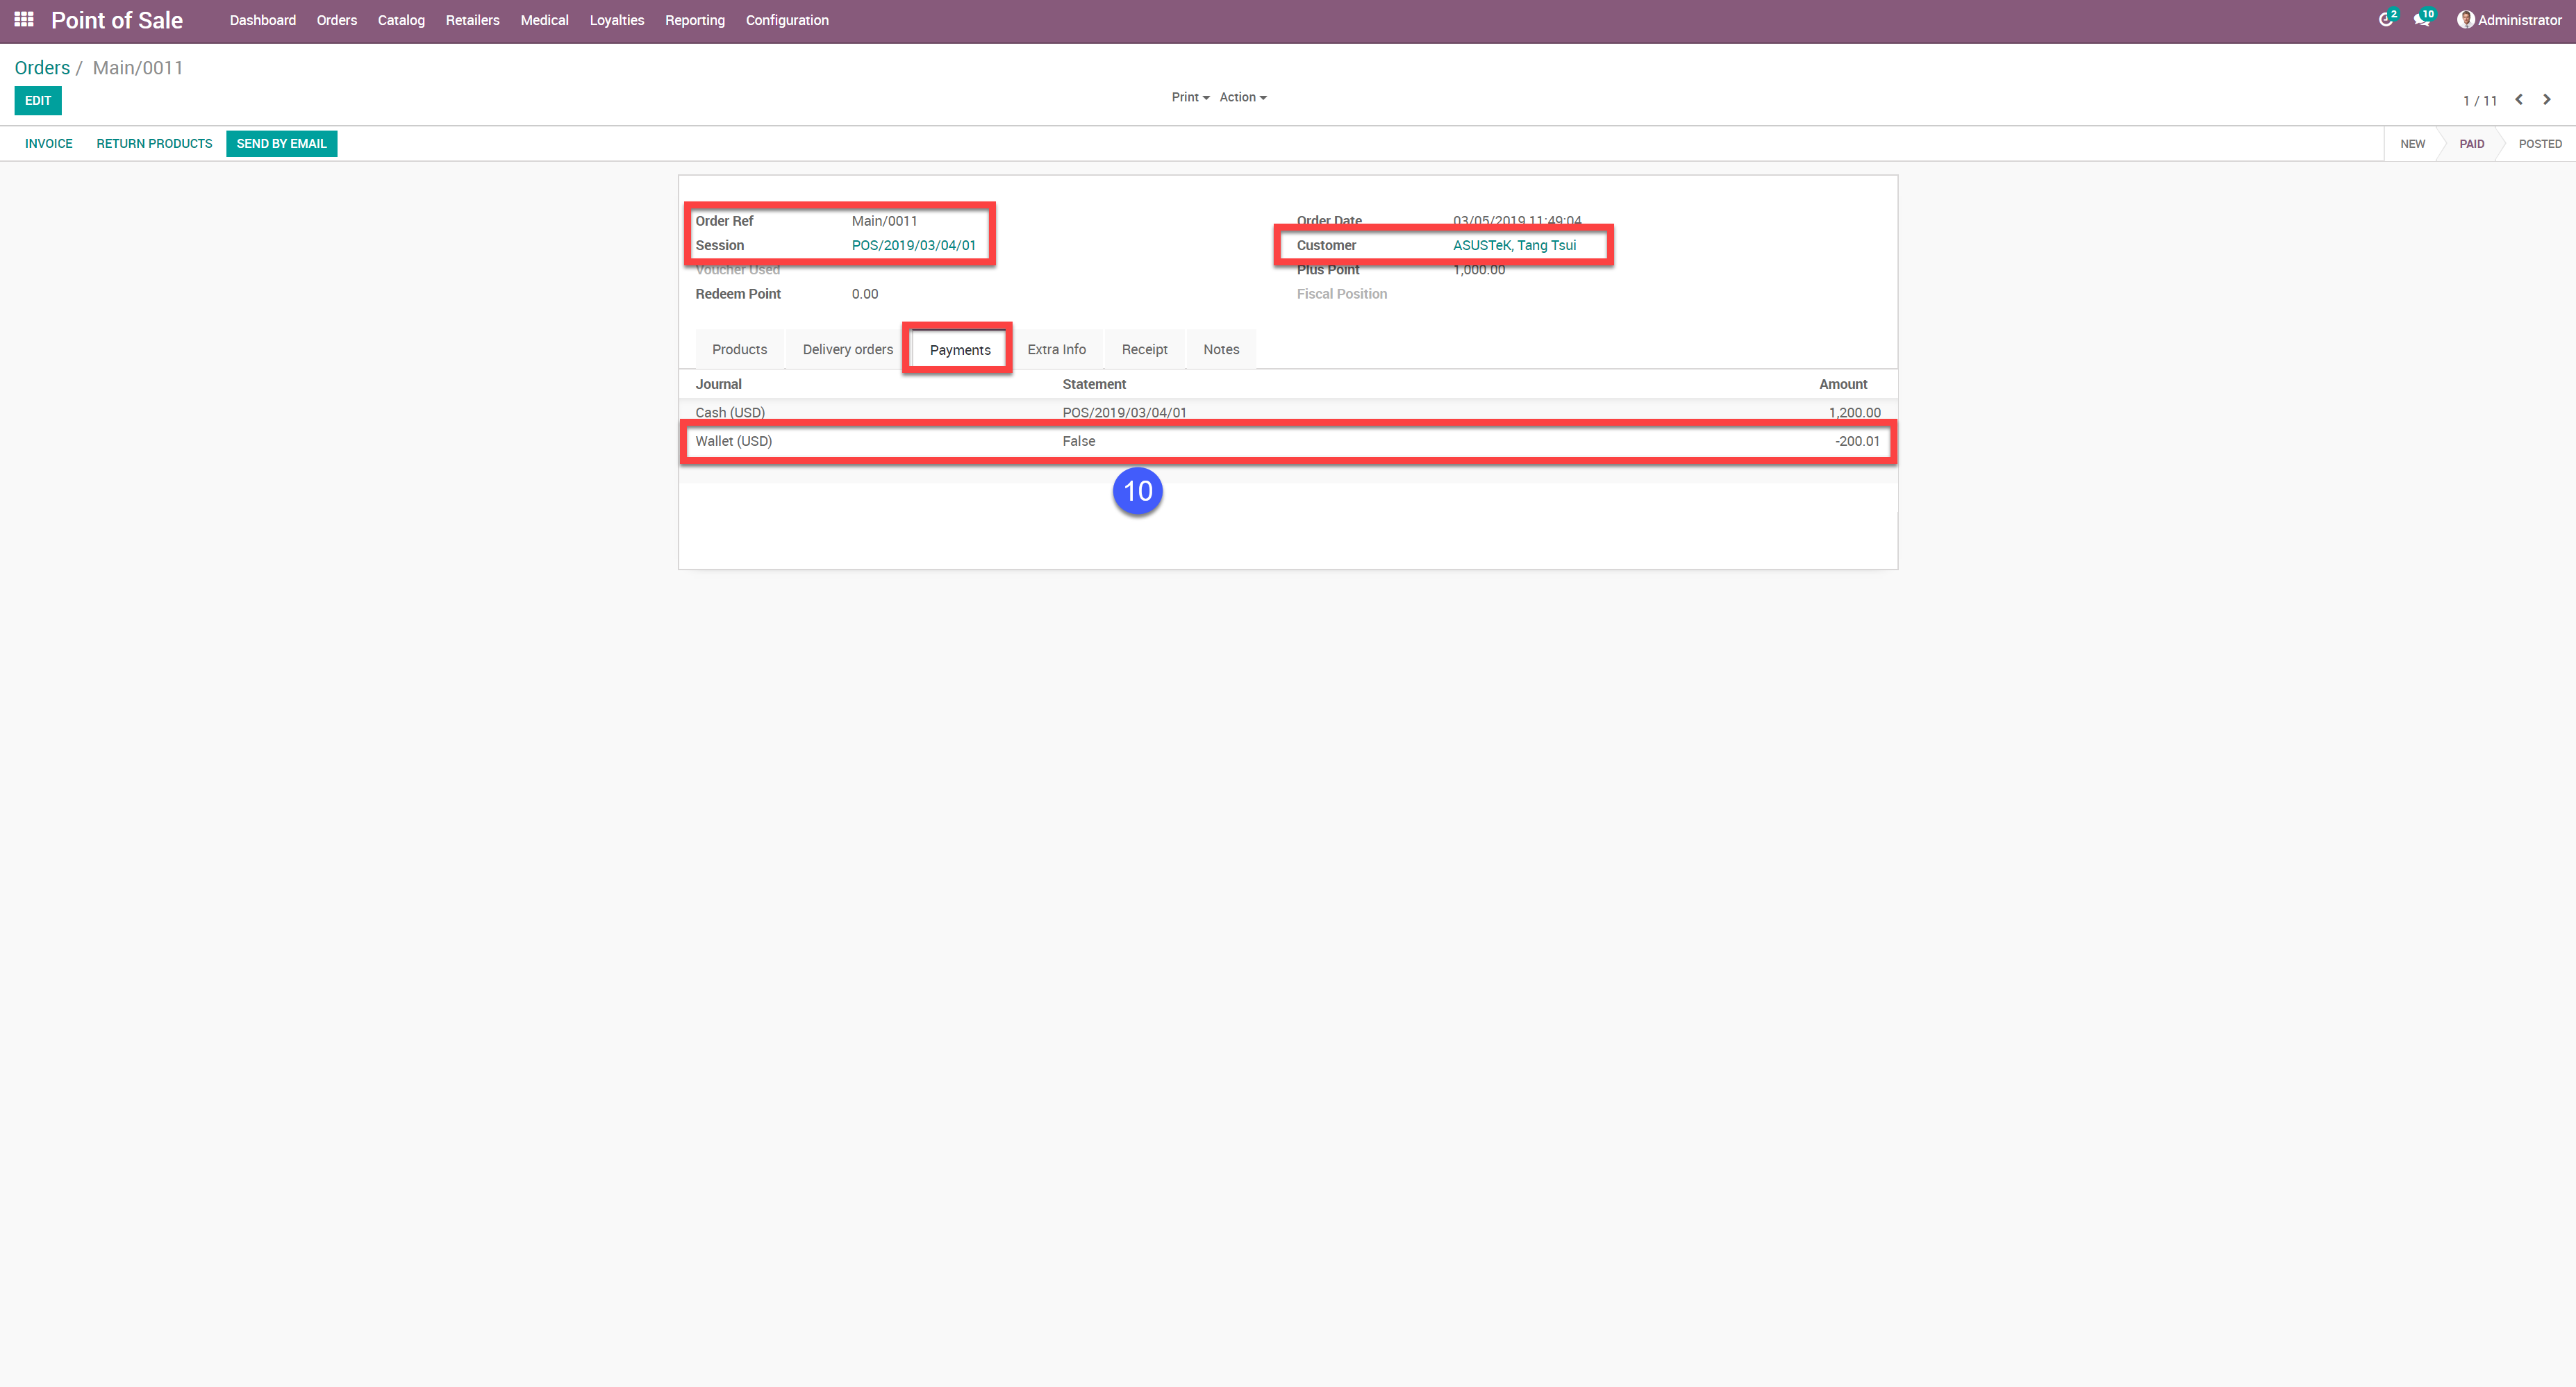 Point of Sale Dashboard Orders Catalog Retailers Medical Loyalties Reporting Configuration 2 10 Administrator
Orders / Main/0011
EDIT Print Action 1 / 11
INVOICE RETURN PRODUCTS SEND BY EMAIL NEW PAID POSTED
Order Ref Main/0011 Order Date 03/05/2019 11:49:04
Session POS/2019/03/04/01 Customer ASUSTeK, Tang Tsui
Voucher Used Plus Point 1,000.00
Redeem Point 0.00 Fiscal Position
Products Delivery orders Payments Extra Info Receipt Notes
Journal Statement Amount
Cash (USD) POS/2019/03/04/01 1,200.00
Wallet (USD) False -200.01
10